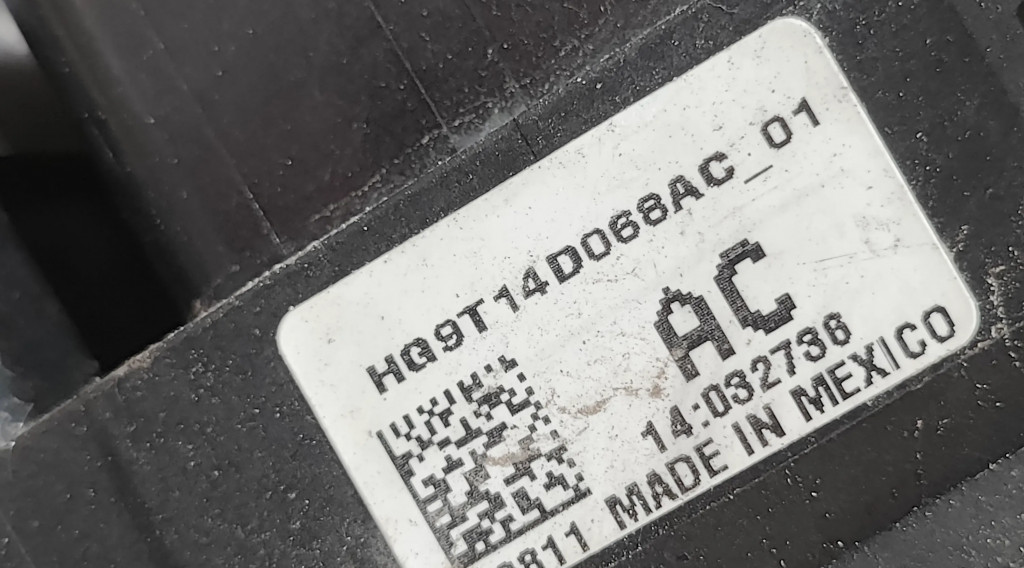 HG9T14D068AC_01
AC
14:032736
MADE IN MEXICO